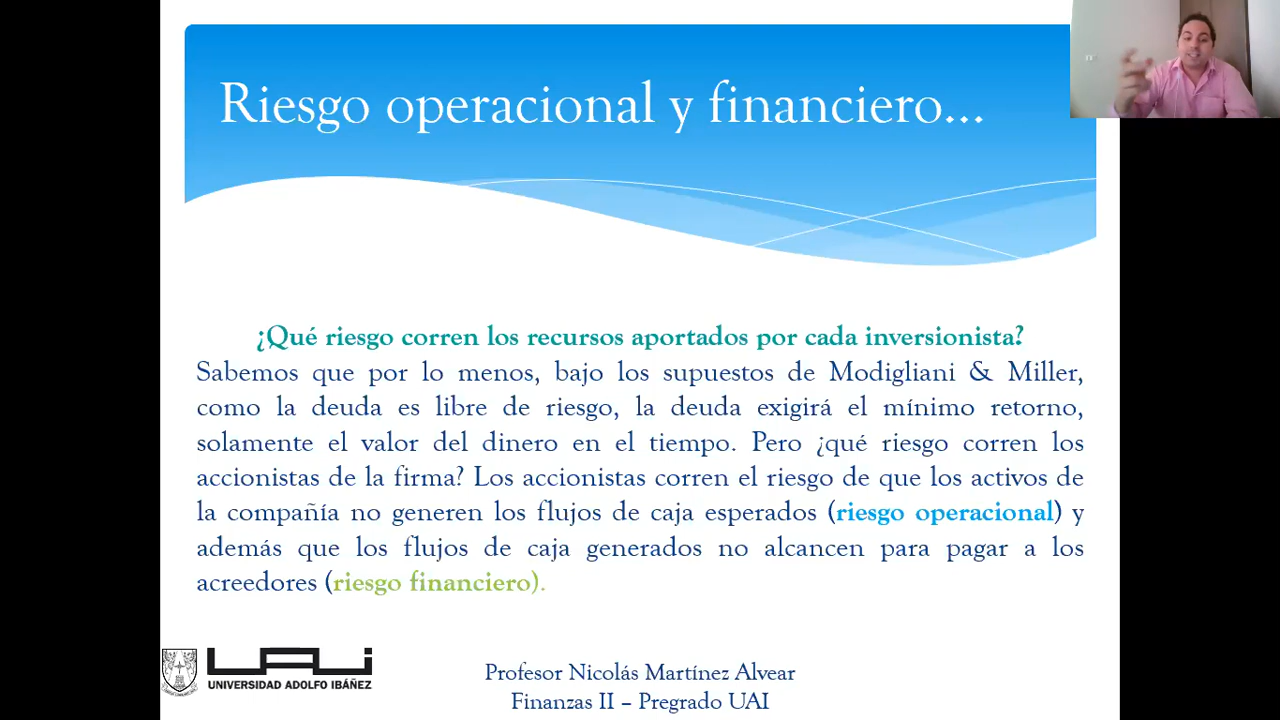 Riesgo operacional y financiero...
¿Qué riesgo corren los recursos aportados por cada inversionista?
Sabemos que por lo menos, bajo los supuestos de Modigliani & Miller,
como la deuda es libre de riesgo, la deuda exigirá el mínimo retorno,
solamente el valor del dinero en el tiempo. Pero ¿qué riesgo corren los
accionistas de la firma? Los accionistas corren el riesgo de que los activos de
la compañía no generen los flujos de caja esperados (riesgo operacional) y
además que los flujos de caja generados no alcancen para pagar a los
acreedores (riesgo financiero).
UAI
UNIVERSIDAD ADOLFO IBÁÑEZ
Profesor Nicolás Martínez Alvear
Finanzas II – Pregrado UAI